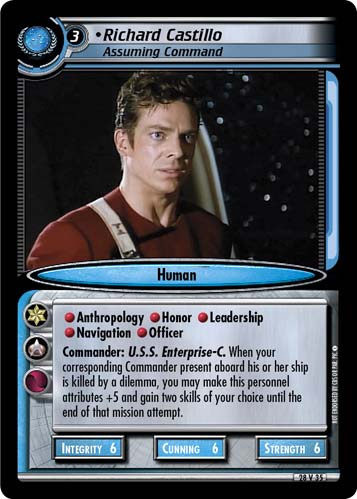 3
•Richard Castillo
Assuming Command
Human
• Anthropology • Honor • Leadership
• Navigation • Officer
Commander: U.S.S. Enterprise-C. When your
corresponding Commander present aboard his or her ship
is killed by a dilemma, you may make this personnel
attributes +5 and gain two skills of your choice until the
end of that mission attempt.
INTEGRITY 6
CUNNING 6
STRENGTH 6
28 V 35